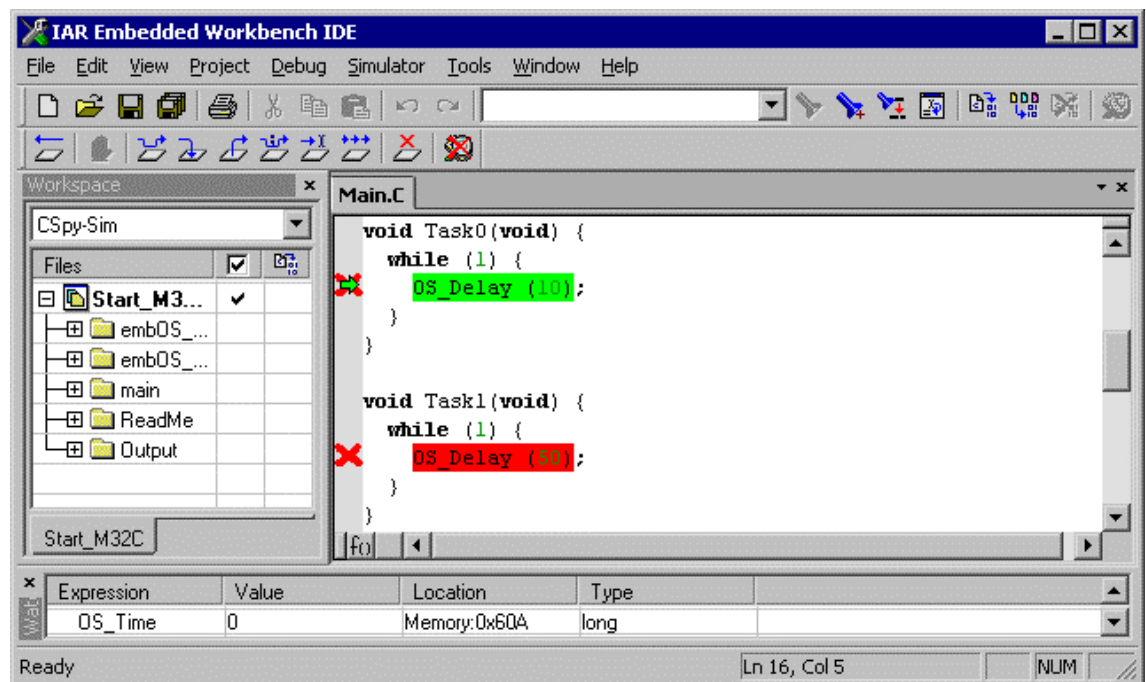 IAR Embedded Workbench IDE
File Edit View Project Debug Simulator Tools Window Help
Workspace
CSpy-Sim
Files
Start_M3...
embOS_...
embOS_...
main
ReadMe
Output
Start_M32C
Main.C
void Task0(void) {
while (1) {
OS_Delay (10);
}
}
void Task1(void) {
while (1) {
OS_Delay (50);
}
}
f()
Wat
Expression Value Location Type
OS_Time 0 Memory:0x60A long
Ready Ln 16, Col 5 NUM